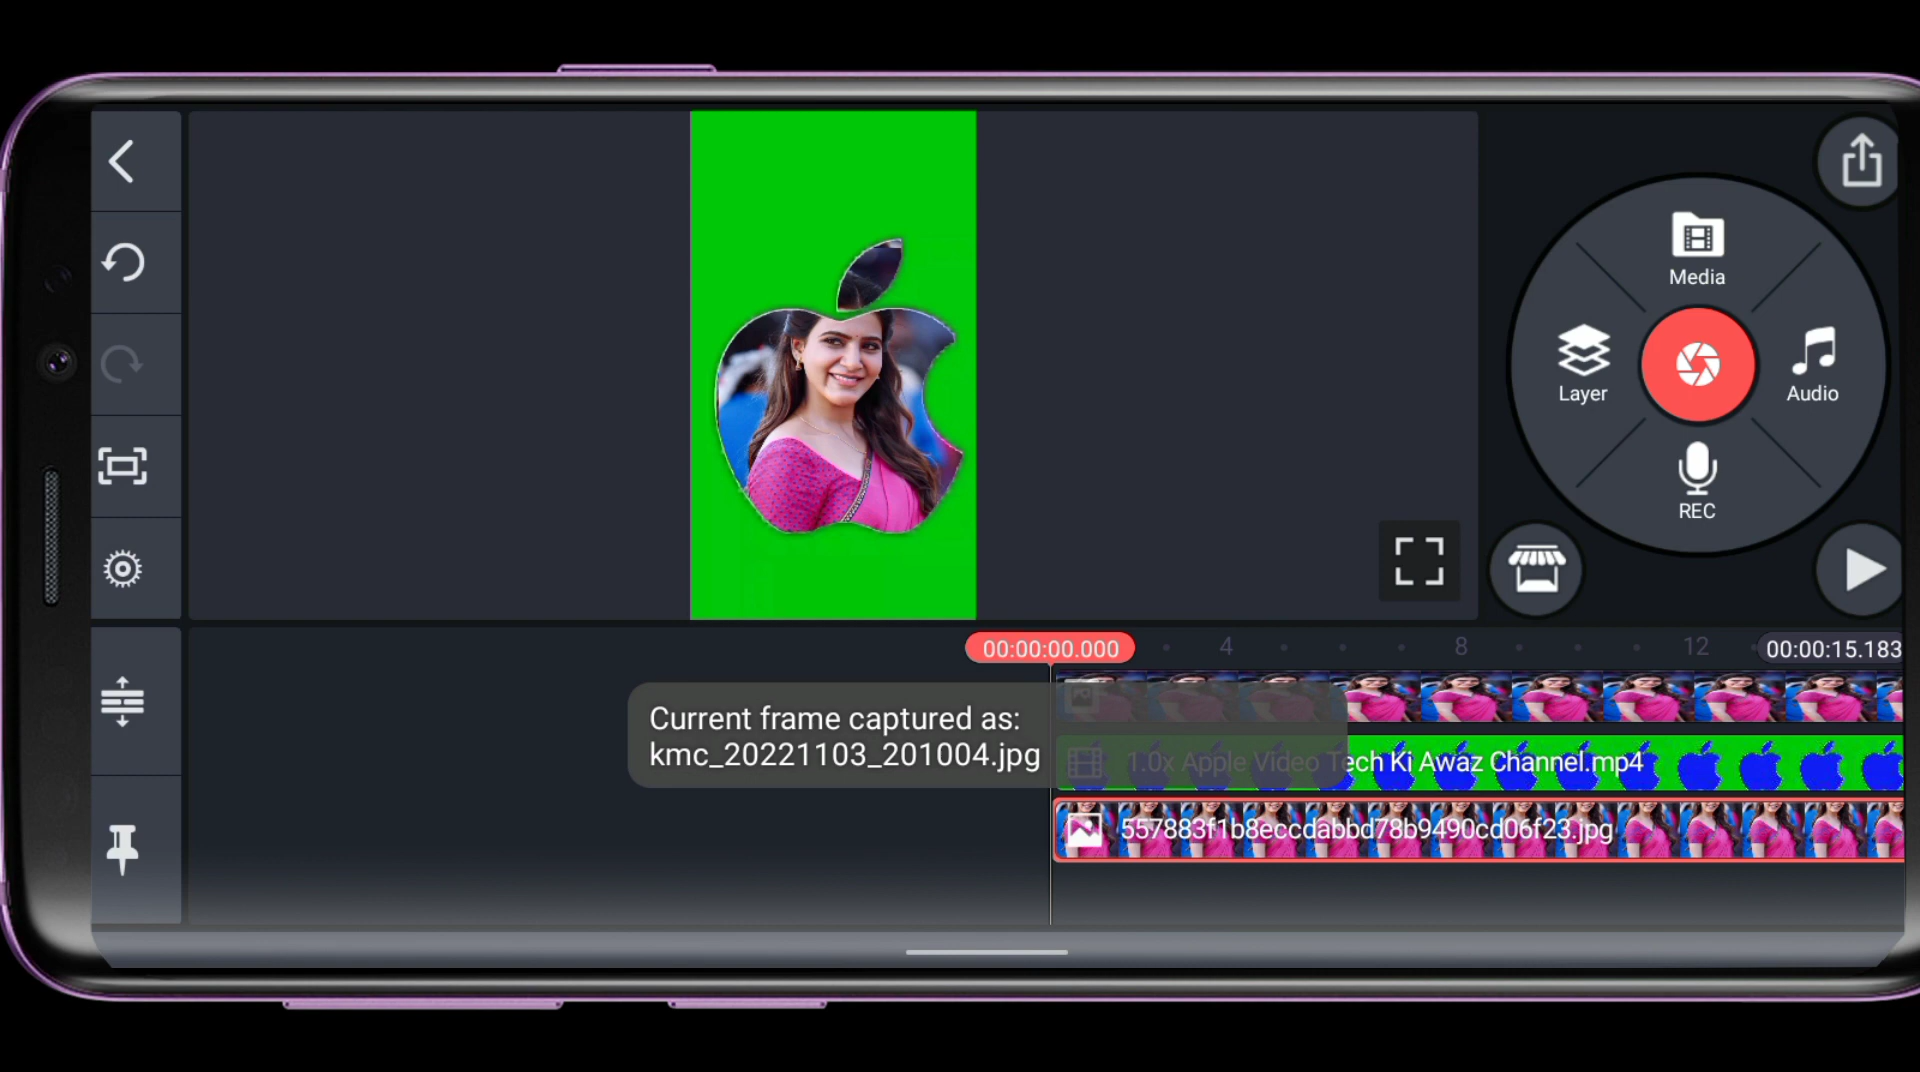 Media
Layer
Audio
REC
00:00:00.000
4
8
12
00:00:15.183
Current frame captured as:
kmc_20221103_201004.jpg
1.0x Apple Video Tech Ki Awaz Channel.mp4
557883f1b8eccdabbd78b9490cd06f23.jpg